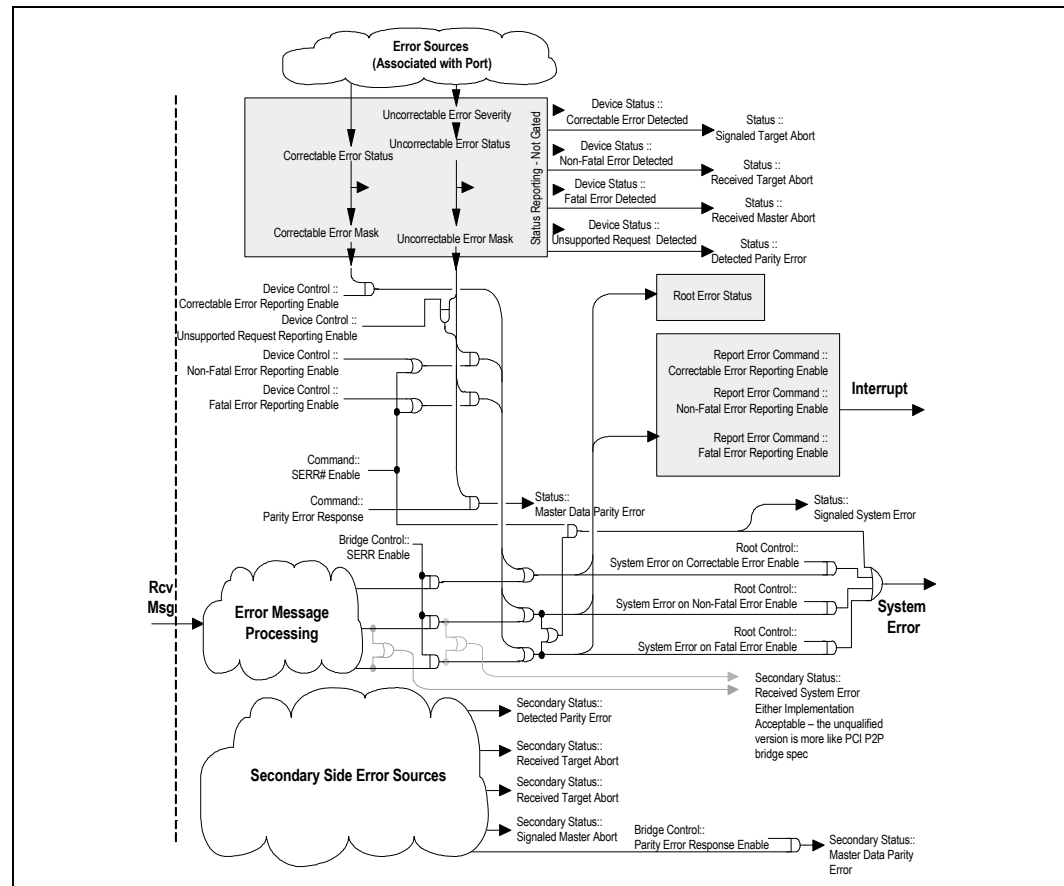 Error Sources
(Associated with Port)
Uncorrectable Error Severity
Uncorrectable Error Status
Correctable Error Status
Correctable Error Mask
Uncorrectable Error Mask
Status Reporting - Not Gated
Device Status ::
Correctable Error Detected
Status ::
Signaled Target Abort
Device Status ::
Non-Fatal Error Detected
Status ::
Received Target Abort
Device Status ::
Fatal Error Detected
Status ::
Received Master Abort
Device Status ::
Unsupported Request Detected
Status ::
Detected Parity Error
Device Control ::
Correctable Error Reporting Enable
Device Control ::
Unsupported Request Reporting Enable
Device Control ::
Non-Fatal Error Reporting Enable
Device Control ::
Fatal Error Reporting Enable
Root Error Status
Report Error Command ::
Correctable Error Reporting Enable
Report Error Command ::
Non-Fatal Error Reporting Enable
Report Error Command ::
Fatal Error Reporting Enable
Interrupt
Command::
SERR# Enable
Command::
Parity Error Response
Status::
Master Data Parity Error
Status::
Signaled System Error
Bridge Control::
SERR Enable
Root Control::
System Error on Correctable Error Enable
Root Control::
System Error on Non-Fatal Error Enable
Root Control::
System Error on Fatal Error Enable
System
Error
Rcv
Msg
Error Message
Processing
Secondary Status::
Received System Error
Either Implementation
Acceptable – the unqualified
version is more like PCI P2P
bridge spec
Secondary Side Error Sources
Secondary Status::
Detected Parity Error
Secondary Status::
Received Target Abort
Secondary Status::
Received Target Abort
Secondary Status::
Signaled Master Abort
Bridge Control::
Parity Error Response Enable
Secondary Status::
Master Data Parity
Error